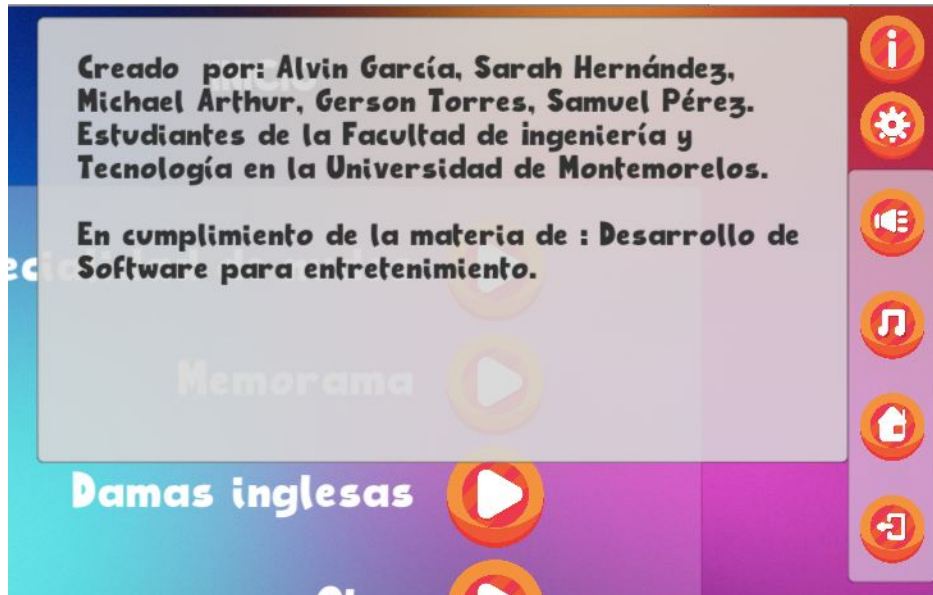 Creado por: Alvin García, Sarah Hernández,
Michael Arthur, Gerson Torres, Samuel Pérez.
Estudiantes de la Facultad de ingeniería y
Tecnología en la Universidad de Montemorelos.
En cumplimiento de la materia de : Desarrollo de
Software para entretenimiento.
Memorama
Damas inglesas